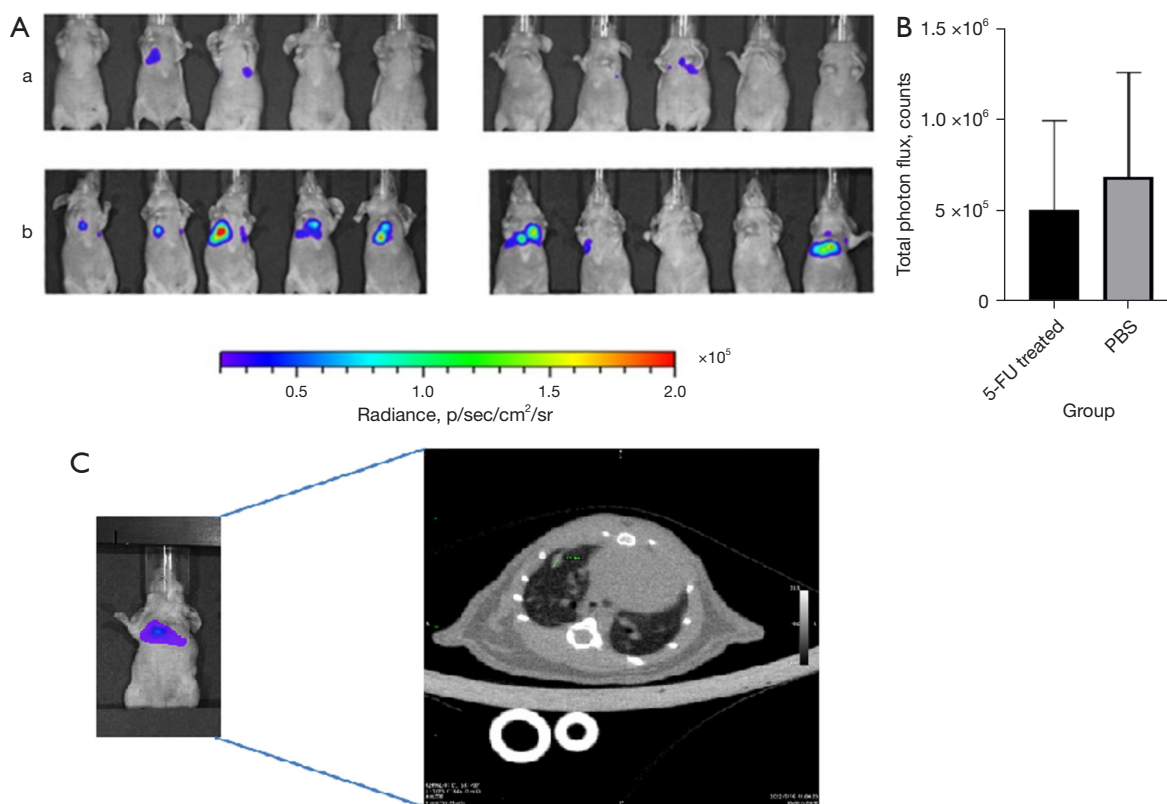 A
a
b
0.5
1.0
1.5
2.0
×10⁵
Radiance, p/sec/cm²/sr
B
1.5 ×10⁶
1.0 ×10⁶
5 ×10⁵
0
Total photon flux, counts
5-FU treated
PBS
Group
C